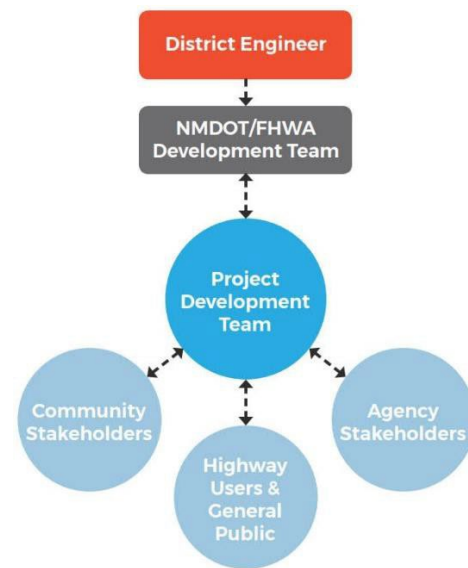 District Engineer
NMDOT/FHWA
Development Team
Project
Development
Team
Community
Stakeholders
Agency
Stakeholders
Highway
Users &
General
Public